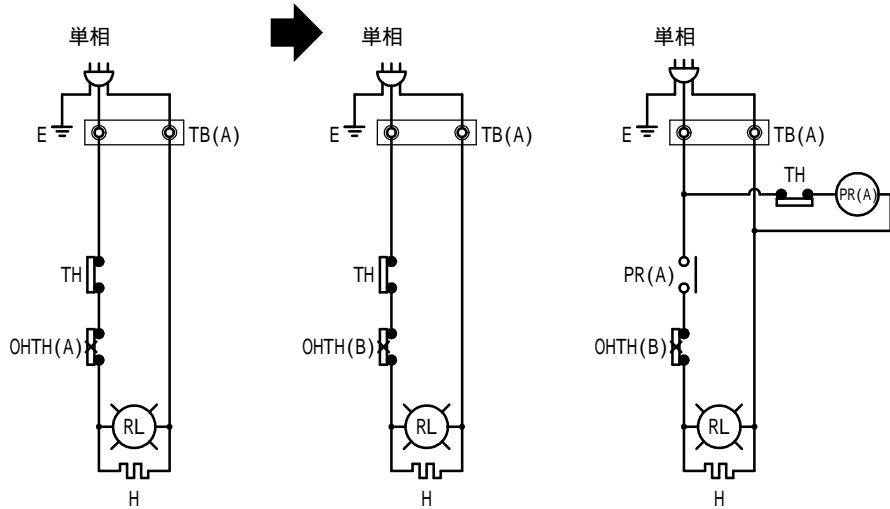 単相
E
TB(A)
TH
OHTH(A)
RL
H
単相
E
TB(A)
TH
OHTH(B)
RL
H
単相
E
TB(A)
TH
PR(A)
PR(A)
OHTH(B)
RL
H